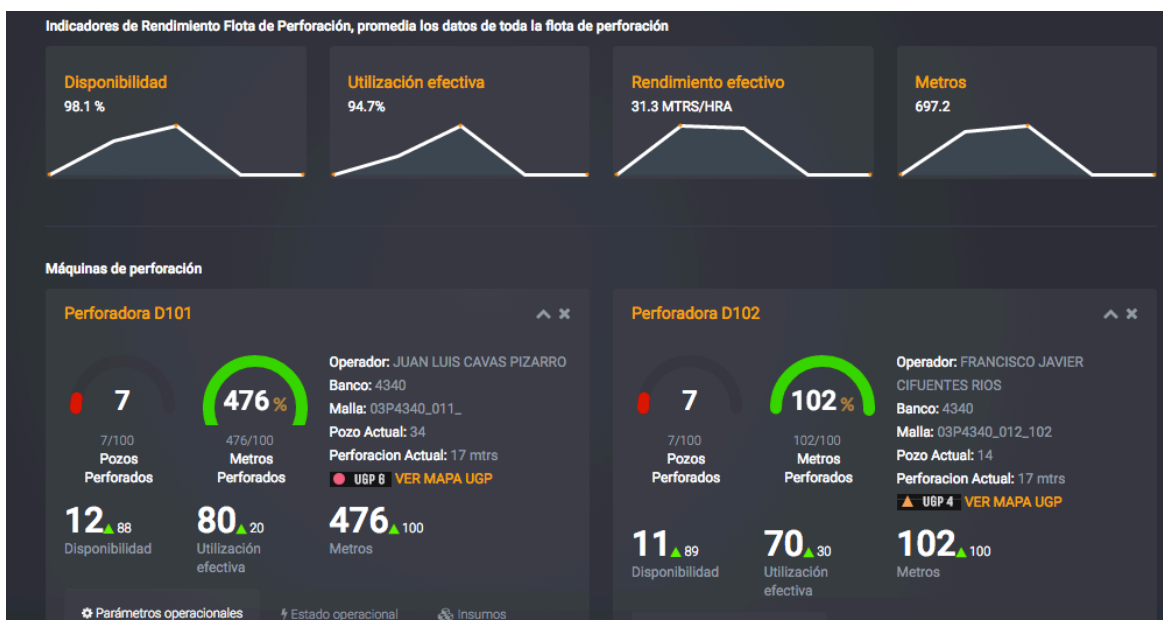 Indicadores de Rendimiento Flota de Perforación, promedia los datos de toda la flota de perforación
Disponibilidad
98.1 %
Utilización efectiva
94.7%
Rendimiento efectivo
31.3 MTRS/HRA
Metros
697.2
Máquinas de perforación
Perforadora D101
7
7/100
Pozos
Perforados
476 %
476/100
Metros
Perforados
Operador: JUAN LUIS CAVAS PIZARRO
Banco: 4340
Malla: 03P4340_011_
Pozo Actual: 34
Perforacion Actual: 17 mtrs
UGP 6 VER MAPA UGP
12 88
Disponibilidad
80 20
Utilización
efectiva
476 100
Metros
Parámetros operacionales
Estado operacional
Insumos
Perforadora D102
7
7/100
Pozos
Perforados
102 %
102/100
Metros
Perforados
Operador: FRANCISCO JAVIER
CIFUENTES RIOS
Banco: 4340
Malla: 03P4340_012_102
Pozo Actual: 14
Perforacion Actual: 17 mtrs
UGP 4 VER MAPA UGP
11 89
Disponibilidad
70 30
Utilización
efectiva
102 100
Metros